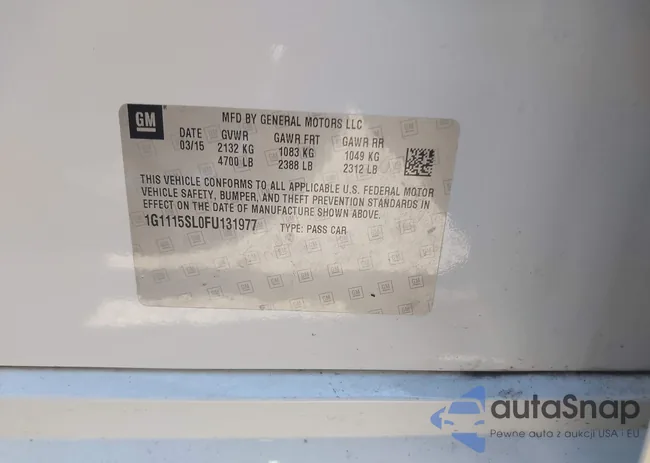 GM
MFD BY GENERAL MOTORS LLC
DATE GVWR GAWR FRT GAWR RR
03/15 2132 KG 1083 KG 1049 KG
4700 LB 2388 LB 2312 LB
THIS VEHICLE CONFORMS TO ALL APPLICABLE U.S. FEDERAL MOTOR
VEHICLE SAFETY, BUMPER, AND THEFT PREVENTION STANDARDS IN
EFFECT ON THE DATE OF MANUFACTURE SHOWN ABOVE.
1G1115SL0FU131977 TYPE: PASS CAR
autaSnap
Pewne auta z aukcji USA · EU